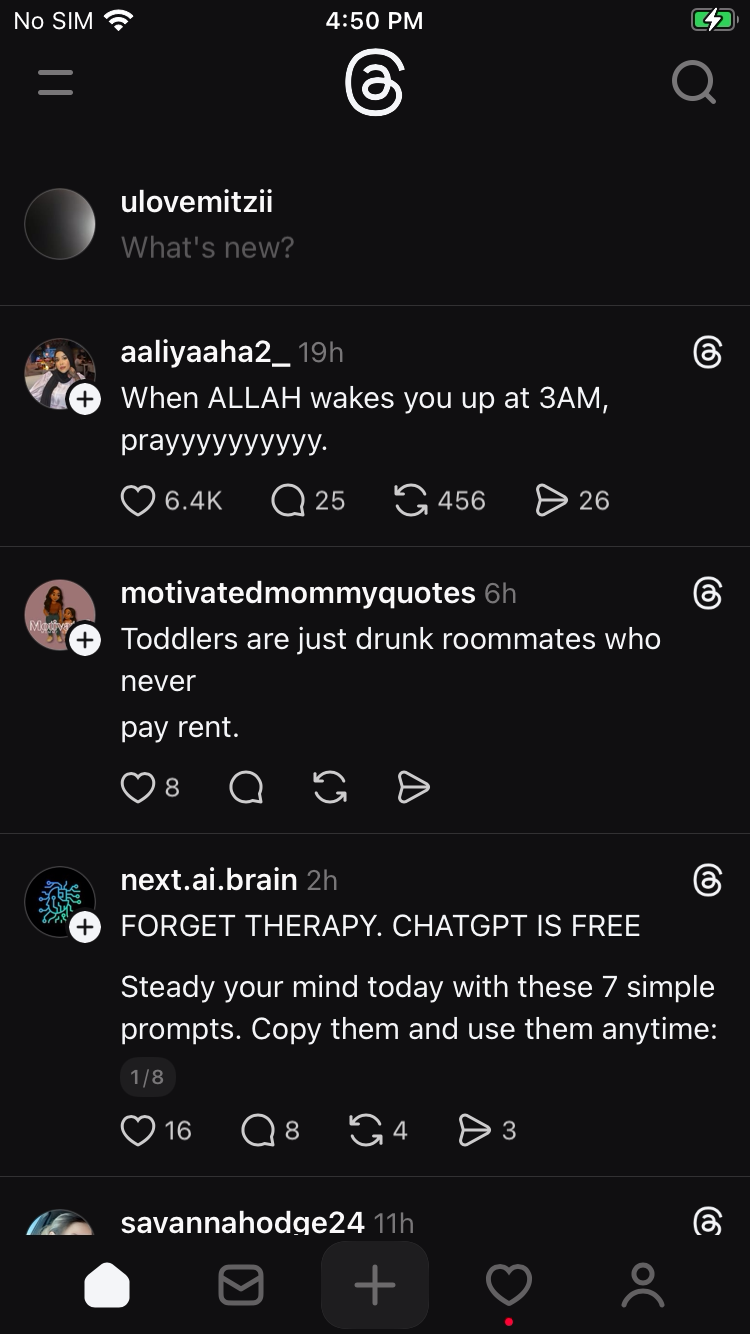 No SIM 4:50 PM
ulovemitzii
What's new?
aaliyaaha2_ 19h
When ALLAH wakes you up at 3AM,
prayyyyyyyyyy.
6.4K 25 456 26
motivatedmommyquotes 6h
Toddlers are just drunk roommates who
never
pay rent.
8
next.ai.brain 2h
FORGET THERAPY. CHATGPT IS FREE
Steady your mind today with these 7 simple
prompts. Copy them and use them anytime:
1/8
16 8 4 3
savannahodge24 11h